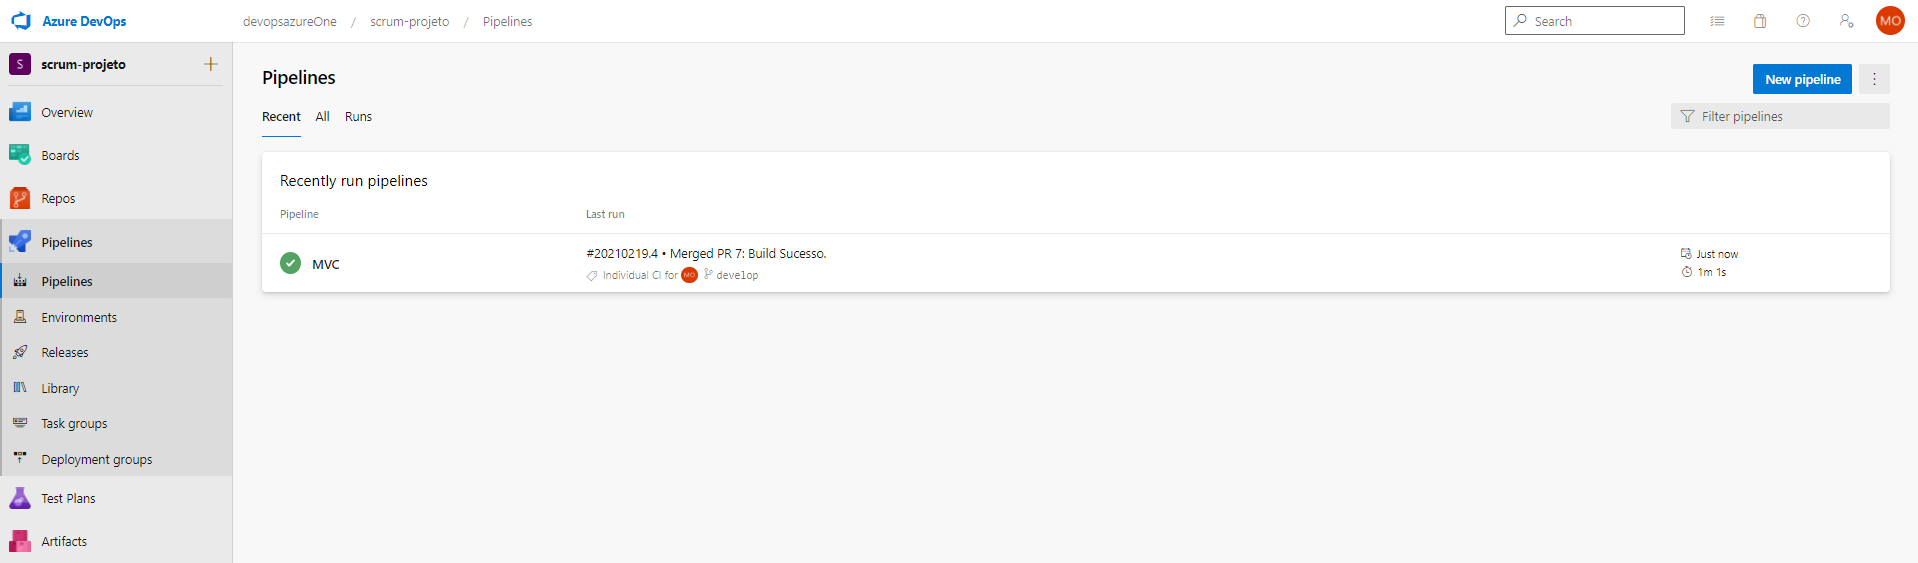 Azure DevOps
devopsazureOne / scrum-projeto / Pipelines
Search
MO
S scrum-projeto
Overview
Boards
Repos
Pipelines
Pipelines
Environments
Releases
Library
Task groups
Deployment groups
Test Plans
Artifacts
Pipelines
New pipeline
Recent All Runs
Filter pipelines
Recently run pipelines
Pipeline Last run
MVC
#20210219.4 • Merged PR 7: Build Sucesso.
Individual CI for MO develop
Just now
1m 1s